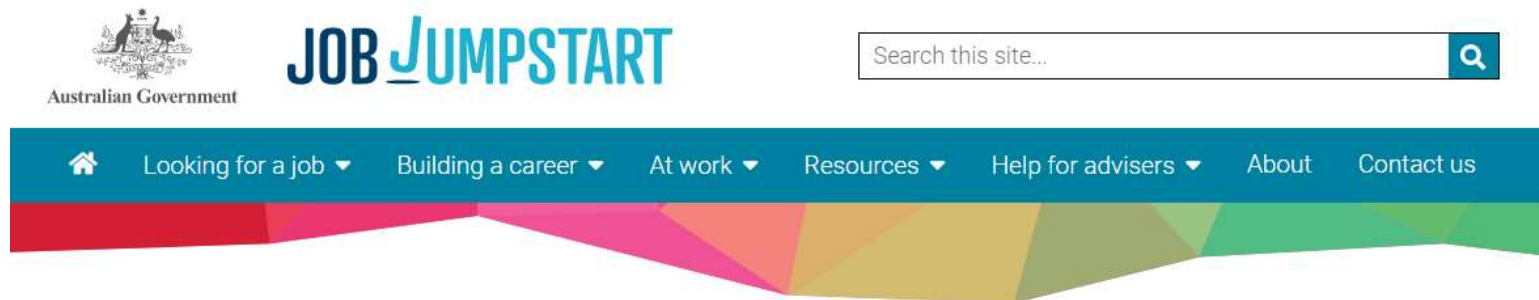 Australian Government
JOB JUMPSTART
Search this site...
Looking for a job
Building a career
At work
Resources
Help for advisers
About
Contact us